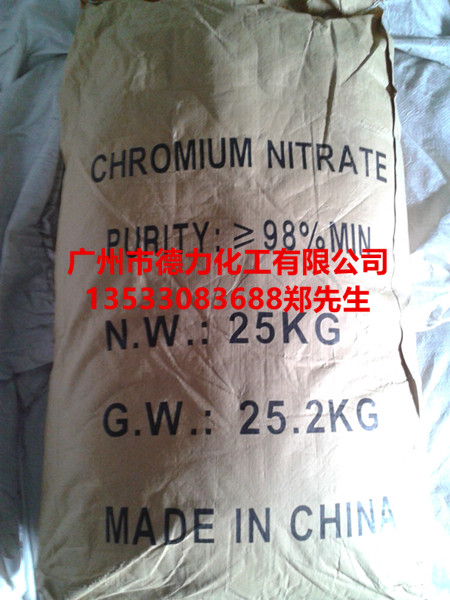 CHROMIUM NITRATE
PURITY: ≥98%MIN
广州市德力化工有限公司
13533083688郑先生
N.W.: 25KG
G.W.: 25.2KG
MADE IN CHINA